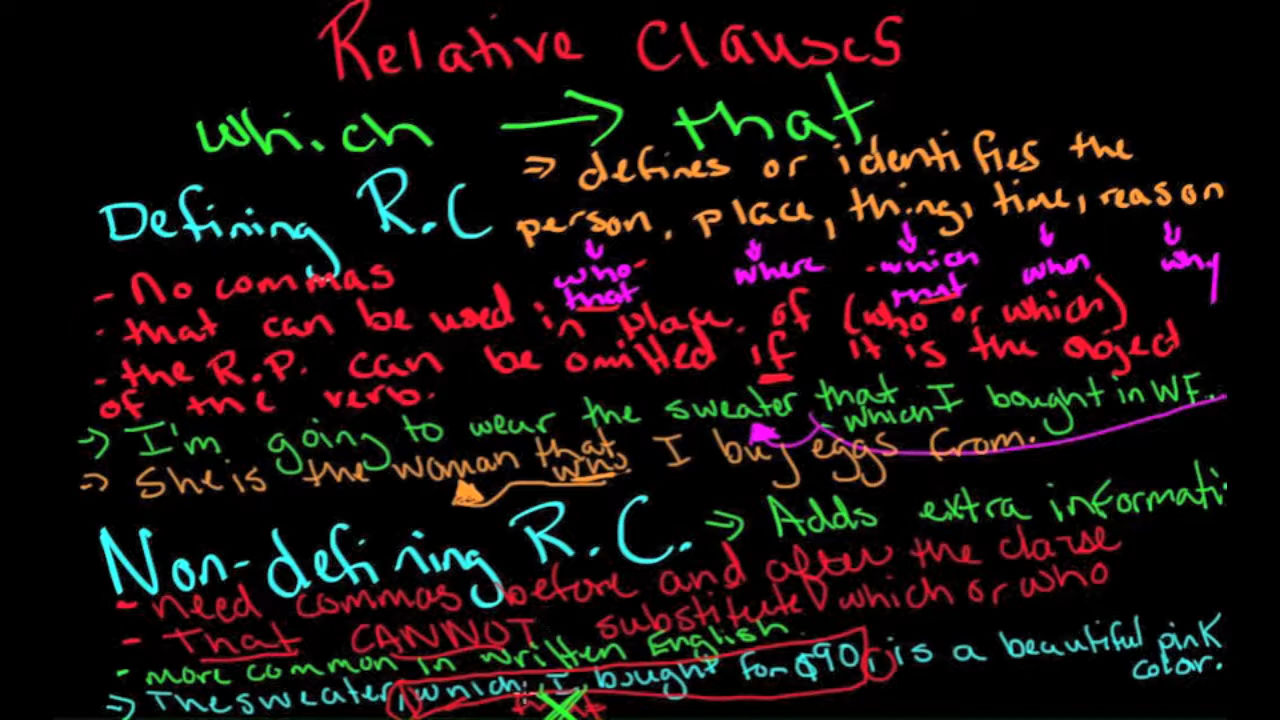 Relative Clauses
which → that
Defining R.C ⇒ defines or identifies the
person, place, thing, time, reason
who where which when why
that that
- No commas
- that can be used in place of (who or which)
- the R.P. can be omitted if it is the object
of the verb.
⇒ I'm going to wear the sweater that I bought in WF.
which
⇒ She is the woman that I buy eggs from.
who
Non-defining R.C. ⇒ Adds extra informati
- need commas before and after the clause
- That CANNOT substitute which or who
- more common in written English.
⇒ The sweater, which I bought for $90, is a beautiful pink
color.
that